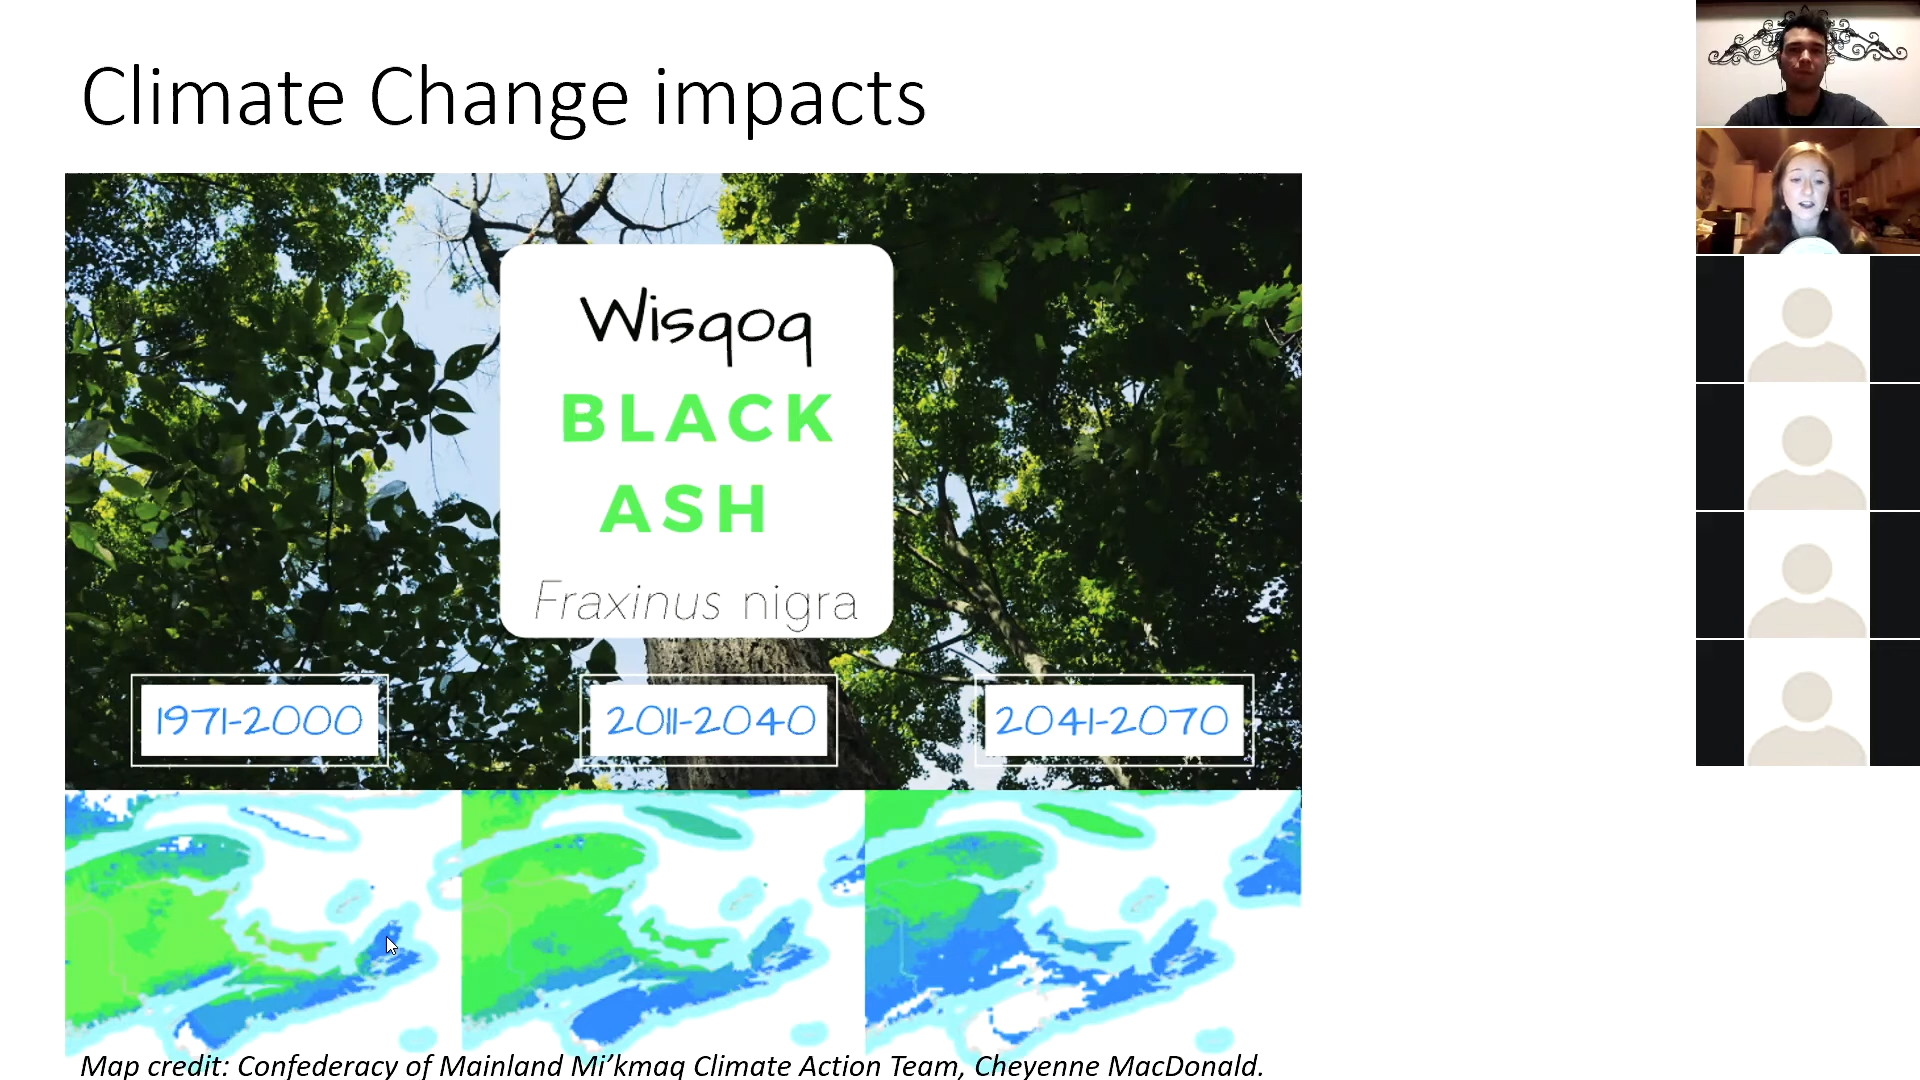 Climate Change impacts
Wisqoq
BLACK
ASH
Fraxinus nigra
1971-2000
2011-2040
2041-2070
Map credit: Confederacy of Mainland Mi’kmaq Climate Action Team, Cheyenne MacDonald.